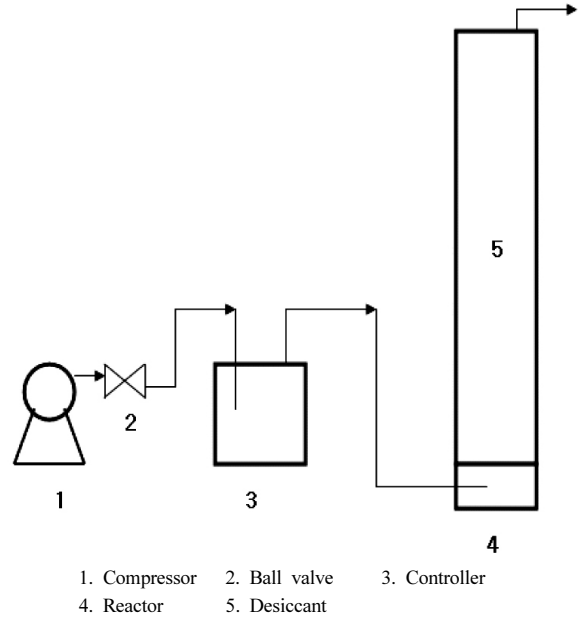 5
2
1
3
4
1. Compressor 2. Ball valve 3. Controller
4. Reactor 5. Desiccant